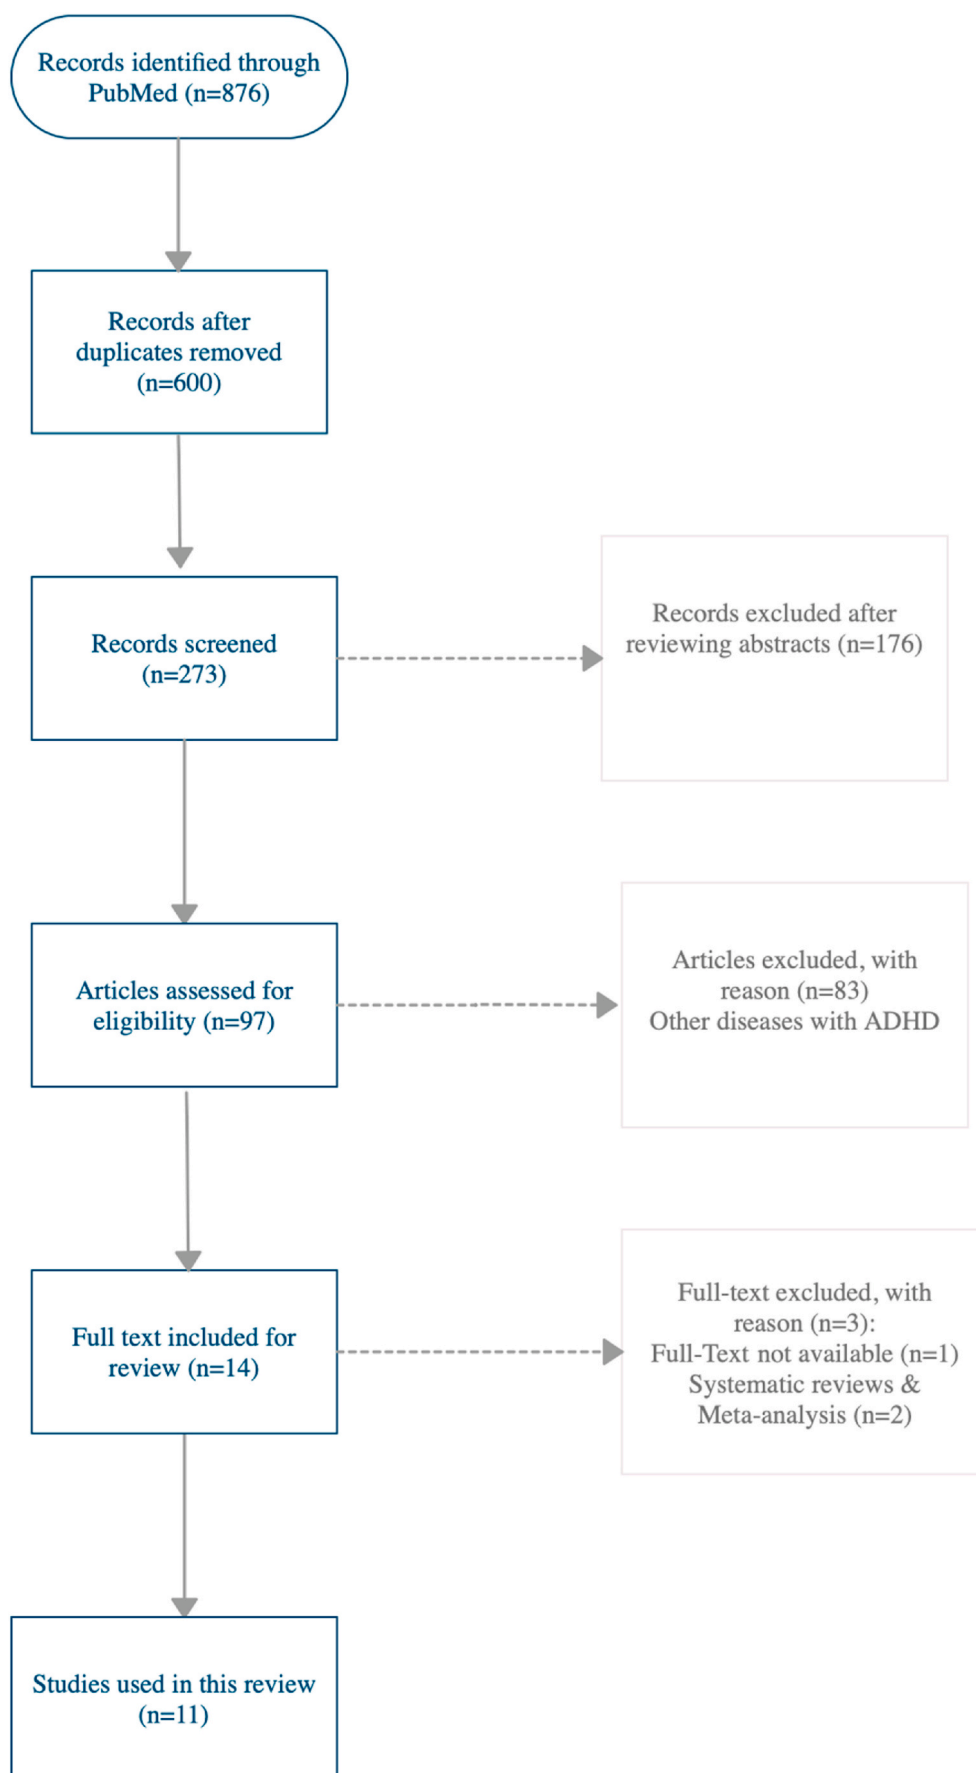 Records identified through
PubMed (n=876)
Records after
duplicates removed
(n=600)
Records screened
(n=273)
Records excluded after
reviewing abstracts (n=176)
Articles assessed for
eligibility (n=97)
Articles excluded, with
reason (n=83)
Other diseases with ADHD
Full text included for
review (n=14)
Full-text excluded, with
reason (n=3):
Full-Text not available (n=1)
Systematic reviews &
Meta-analysis (n=2)
Studies used in this review
(n=11)